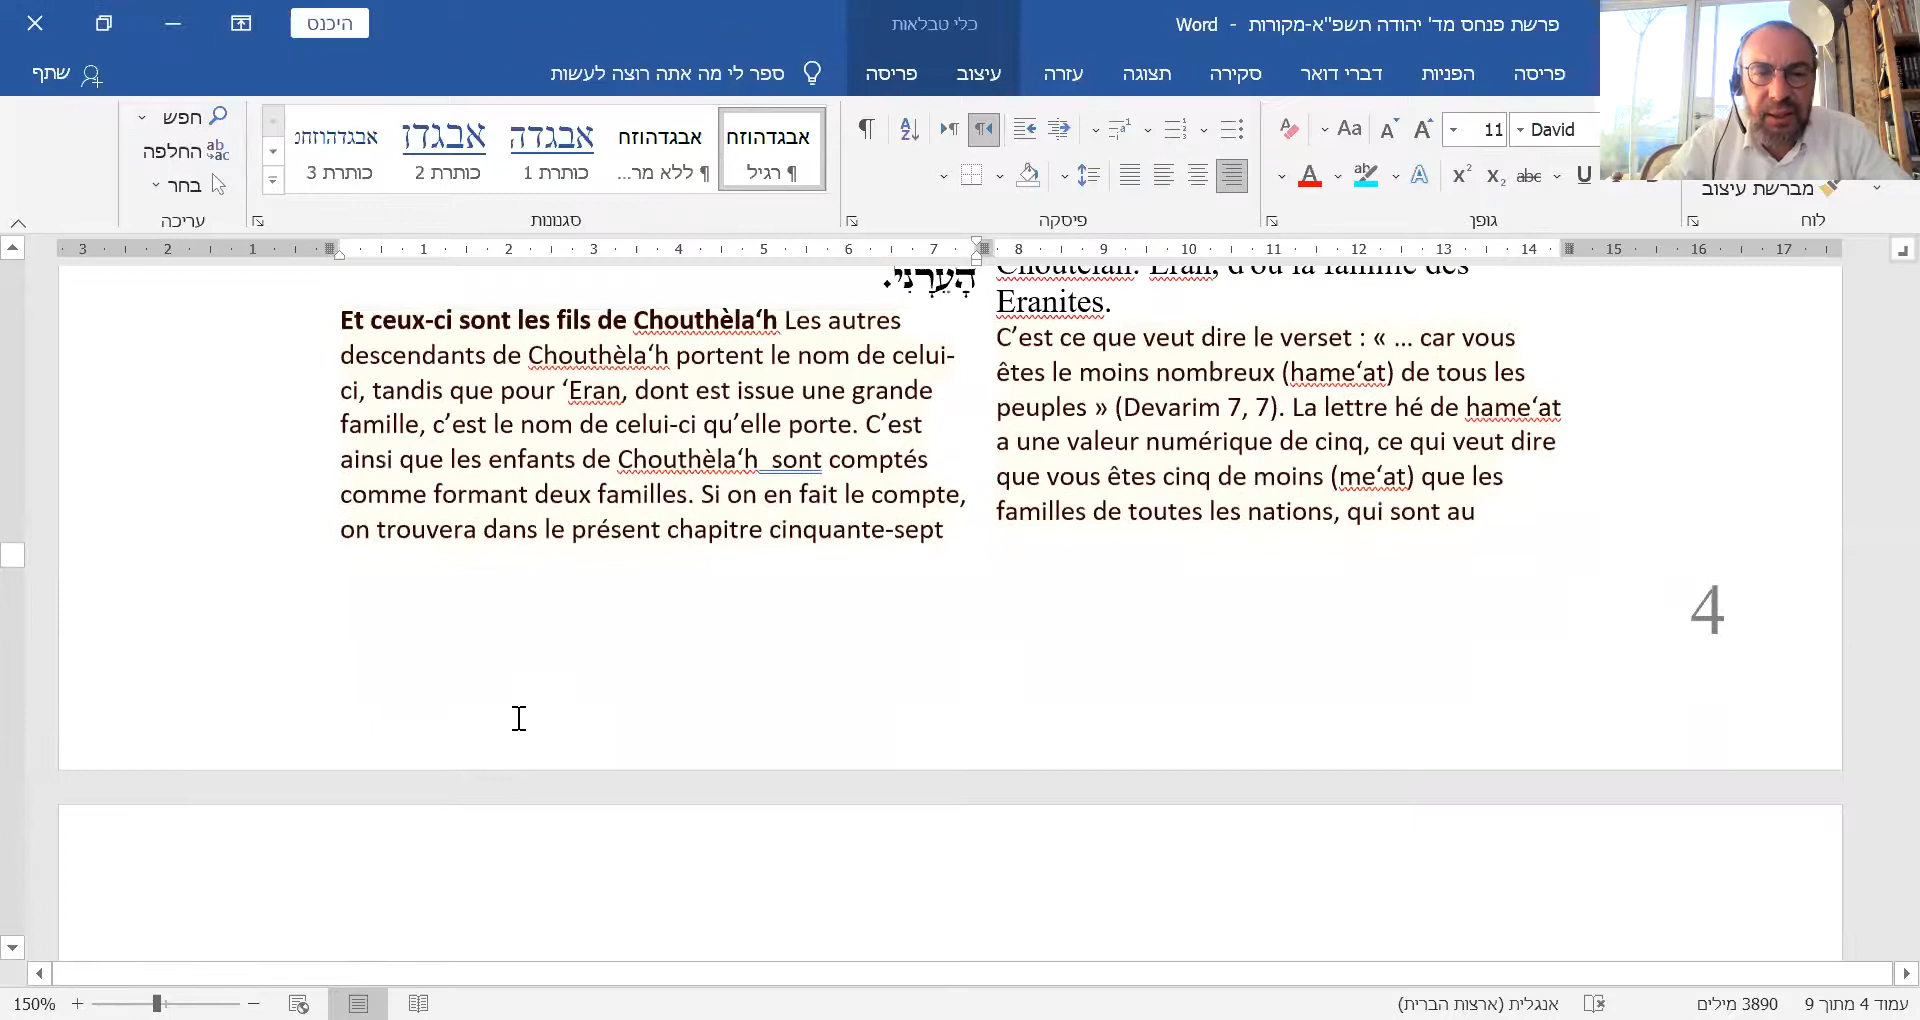 היכנס
כלי טבלאות
פרשת פנחס מד' יהודה תשפ"א-מקורות - Word
שתף
ספר לי מה אתה רוצה לעשות
פריסה
עיצוב
עזרה
תצוגה
סקירה
דברי דואר
הפניות
פריסה
חפש
החלפה
בחר
עריכה
אבגדהוזחט
כותרת 3
אבגדו
כותרת 2
אבגדה
כותרת 1
אבגדהוזח
¶ ללא מר...
אבגדהוזח
¶ רגיל
סגנונות
פיסקה
Aa
11
David
גופן
מברשת עיצוב
לוח
3 2 1 1 2 3 4 5 6 7 8 9 10 11 12 13 14 15 16 17
הָעֵרָנִי.
Choutélah: Eran, d'où la famille des
Eranites.
Et ceux-ci sont les fils de Chouthèla‘h Les autres
descendants de Chouthèla‘h portent le nom de celui-
ci, tandis que pour ‘Eran, dont est issue une grande
famille, c’est le nom de celui-ci qu’elle porte. C’est
ainsi que les enfants de Chouthèla‘h sont comptés
comme formant deux familles. Si on en fait le compte,
on trouvera dans le présent chapitre cinquante-sept
C’est ce que veut dire le verset : « ... car vous
êtes le moins nombreux (hame‘at) de tous les
peuples » (Devarim 7, 7). La lettre hé de hame‘at
a une valeur numérique de cinq, ce qui veut dire
que vous êtes cinq de moins (me‘at) que les
familles de toutes les nations, qui sont au
4
150%
אנגלית (ארצות הברית)
3890 מילים
עמוד 4 מתוך 9